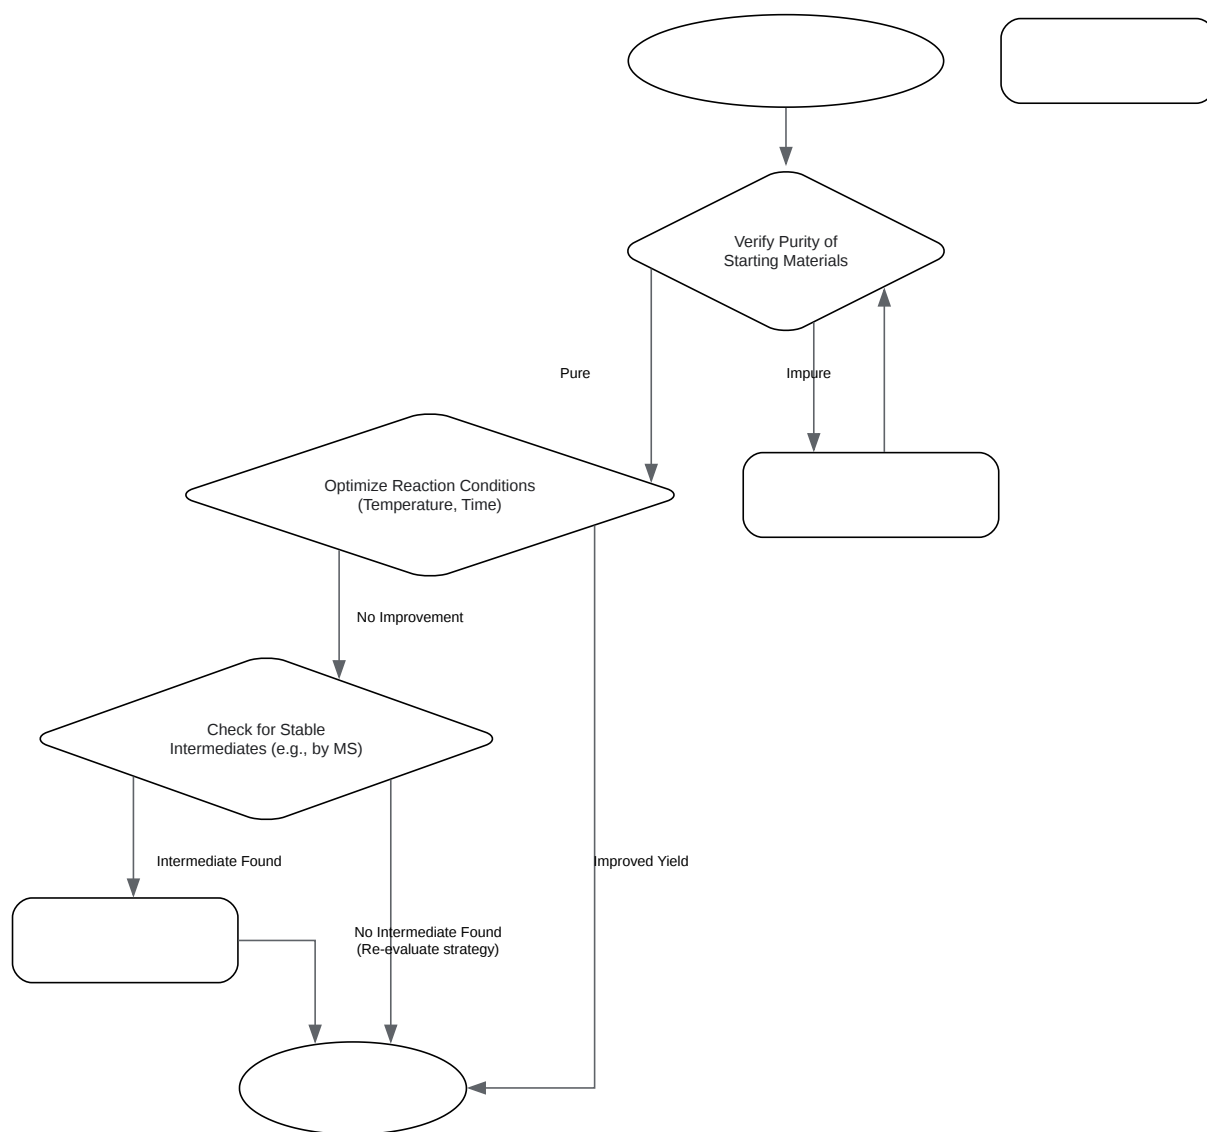 Verify Purity of
Starting Materials
Pure
Impure
Optimize Reaction Conditions
(Temperature, Time)
No Improvement
Check for Stable
Intermediates (e.g., by MS)
Intermediate Found
Improved Yield
No Intermediate Found
(Re-evaluate strategy)